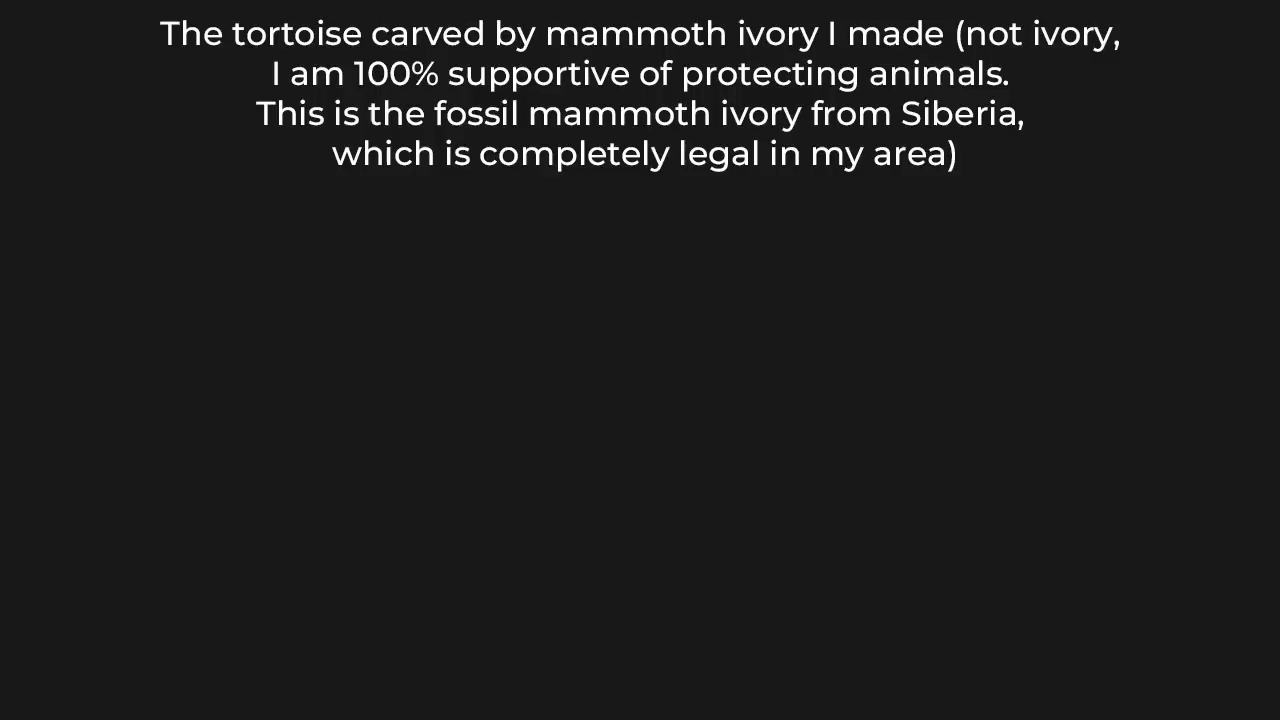 The tortoise carved by mammoth ivory I made (not ivory,
I am 100% supportive of protecting animals.
This is the fossil mammoth ivory from Siberia,
which is completely legal in my area)